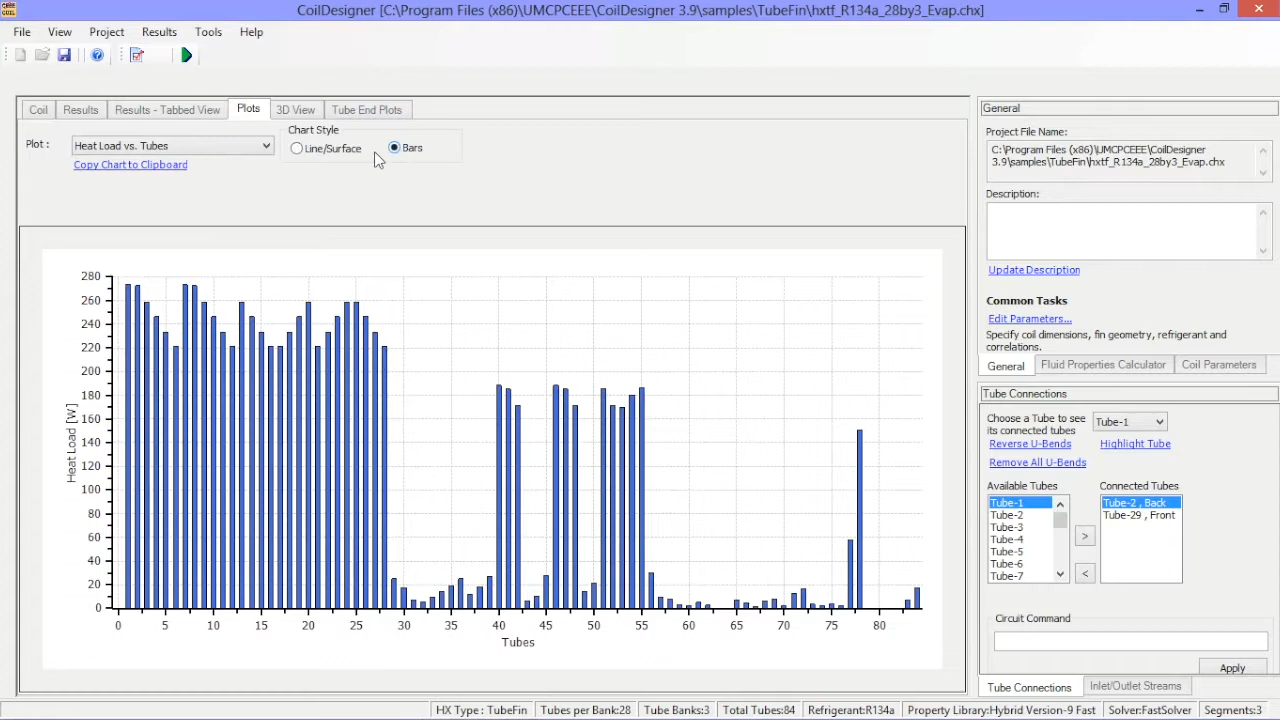 CoilDesigner [C:\Program Files (x86)\UMCPCEEE\CoilDesigner 3.9\samples\TubeFin\hxtf_R134a_28by3_Evap.chx]
File View Project Results Tools Help
Coil Results Results - Tabbed View Plots 3D View Tube End Plots
Plot : Heat Load vs. Tubes
Copy Chart to Clipboard
Chart Style
Line/Surface Bars
280
260
240
220
200
180
160
140
120
100
80
60
40
20
0
Heat Load [W]
0 5 10 15 20 25 30 35 40 45 50 55 60 65 70 75 80
Tubes
General
Project File Name:
C:\Program Files (x86)\UMCPCEEE\CoilDesigner
3.9\samples\TubeFin\hxtf_R134a_28by3_Evap.chx
Description:
Update Description
Common Tasks
Edit Parameters...
Specify coil dimensions, fin geometry, refrigerant and
correlations.
General Fluid Properties Calculator Coil Parameters
Tube Connections
Choose a Tube to see
its connected tubes
Tube-1
Reverse U-Bends Highlight Tube
Remove All U-Bends
Available Tubes Connected Tubes
Tube-1 Tube-2 , Back
Tube-2 Tube-29 , Front
Tube-3 >
Tube-4
Tube-5
Tube-6 <
Tube-7
Circuit Command
Apply
Tube Connections Inlet/Outlet Streams
HX Type : TubeFin Tubes per Bank:28 Tube Banks:3 Total Tubes:84 Refrigerant:R134a Property Library:Hybrid Version-9 Fast Solver:FastSolver Segments:3